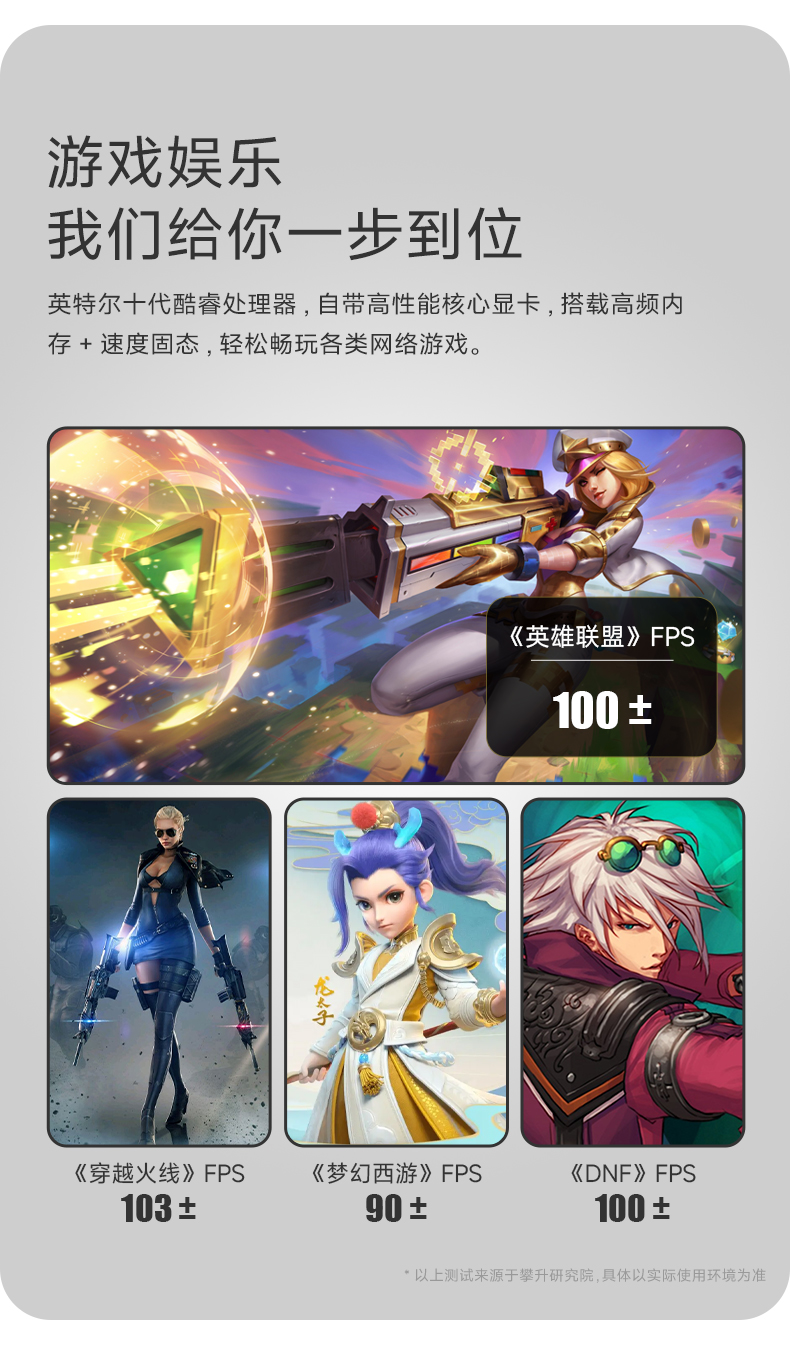 游戏娱乐
我们给你一步到位
英特尔十代酷睿处理器，自带高性能核心显卡，搭载高频内
存 + 速度固态，轻松畅玩各类网络游戏。
《英雄联盟》FPS
100 ±
龙太子
《穿越火线》FPS
103 ±
《梦幻西游》FPS
90 ±
《DNF》FPS
100 ±
* 以上测试来源于攀升研究院，具体以实际使用环境为准